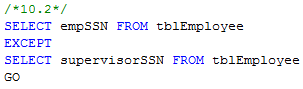 /*10.2*/
SELECT empSSN FROM tblEmployee
EXCEPT
SELECT supervisorSSN FROM tblEmployee
GO